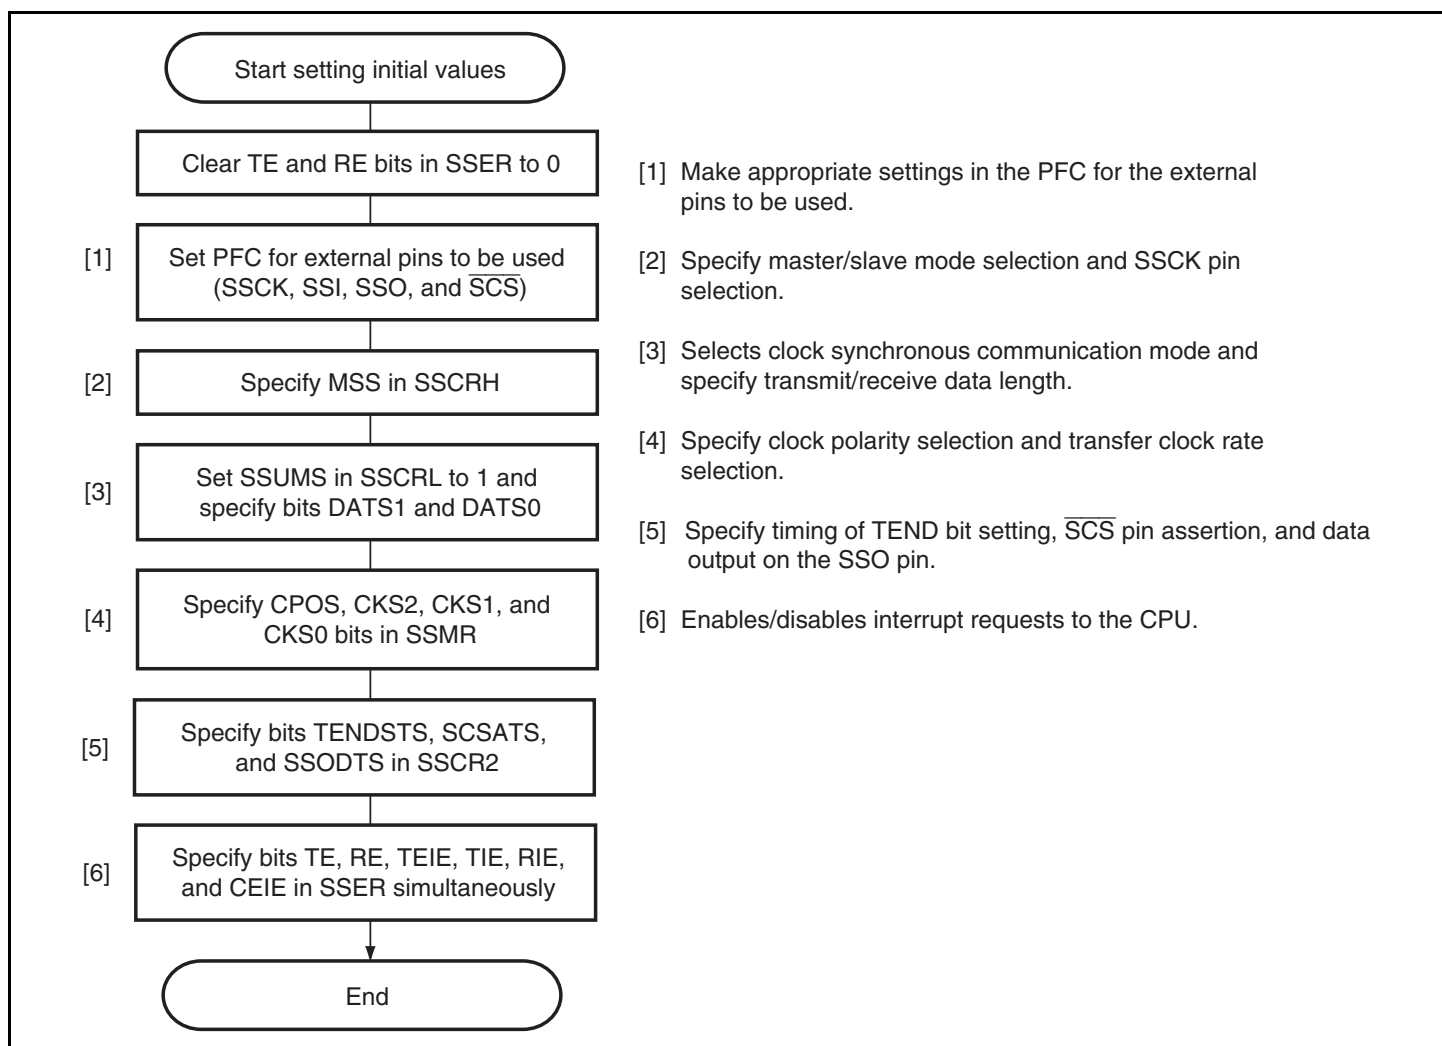 Start setting initial values
Clear TE and RE bits in SSER to 0
[1]
Set PFC for external pins to be used
(SSCK, SSI, SSO, and S̅C̅S̅)
[2]
Specify MSS in SSCRH
[3]
Set SSUMS in SSCRL to 1 and
specify bits DATS1 and DATS0
[4]
Specify CPOS, CKS2, CKS1, and
CKS0 bits in SSMR
[5]
Specify bits TENDSTS, SCSATS,
and SSODTS in SSCR2
[6]
Specify bits TE, RE, TEIE, TIE, RIE,
and CEIE in SSER simultaneously
End
[1] Make appropriate settings in the PFC for the external
pins to be used.
[2] Specify master/slave mode selection and SSCK pin
selection.
[3] Selects clock synchronous communication mode and
specify transmit/receive data length.
[4] Specify clock polarity selection and transfer clock rate
selection.
[5] Specify timing of TEND bit setting, S̅C̅S̅ pin assertion, and data
output on the SSO pin.
[6] Enables/disables interrupt requests to the CPU.